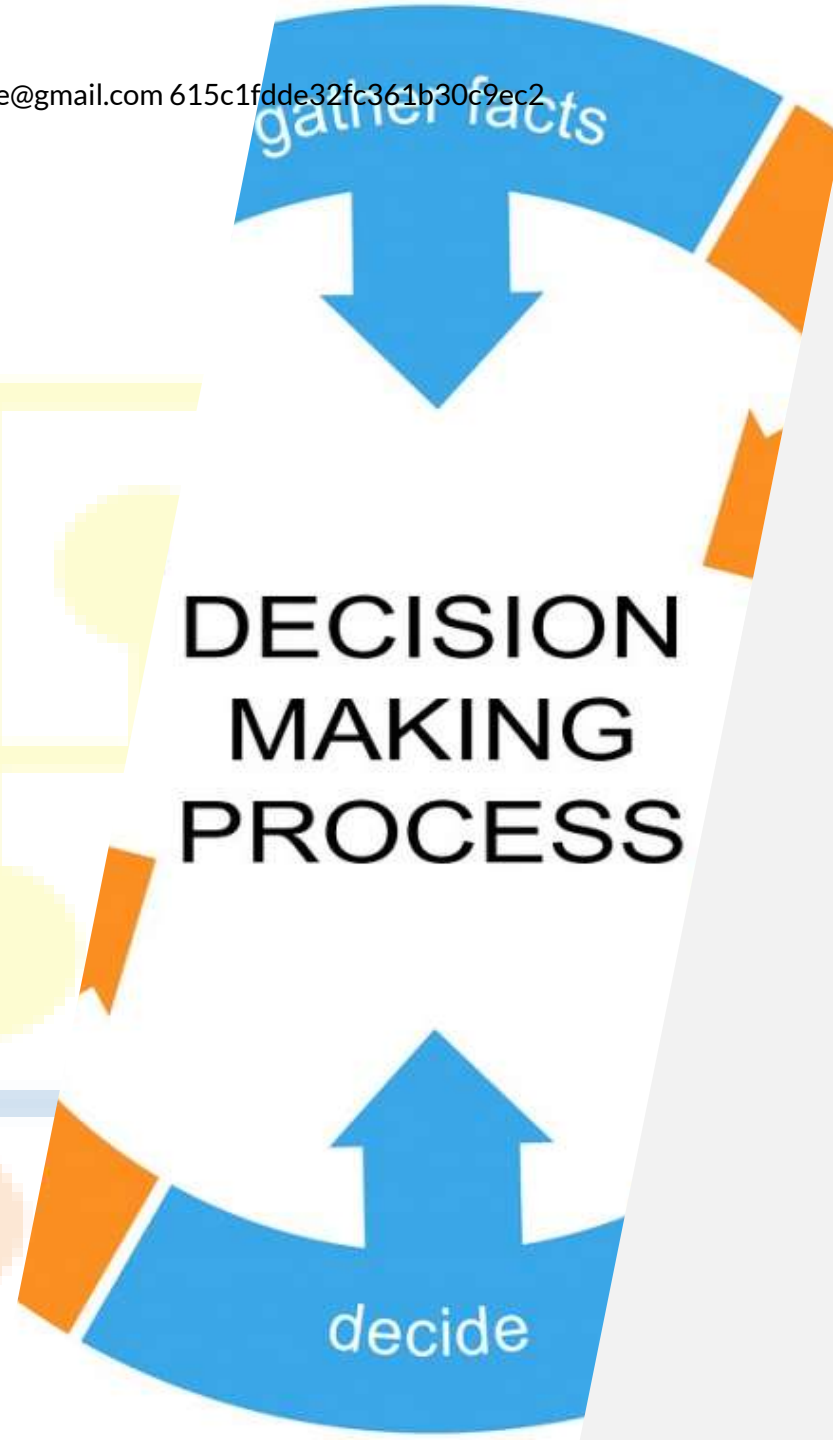 e@gmail.com 615c1fdde32fc361b30c9ec2
gather facts
DECISION
MAKING
PROCESS
decide